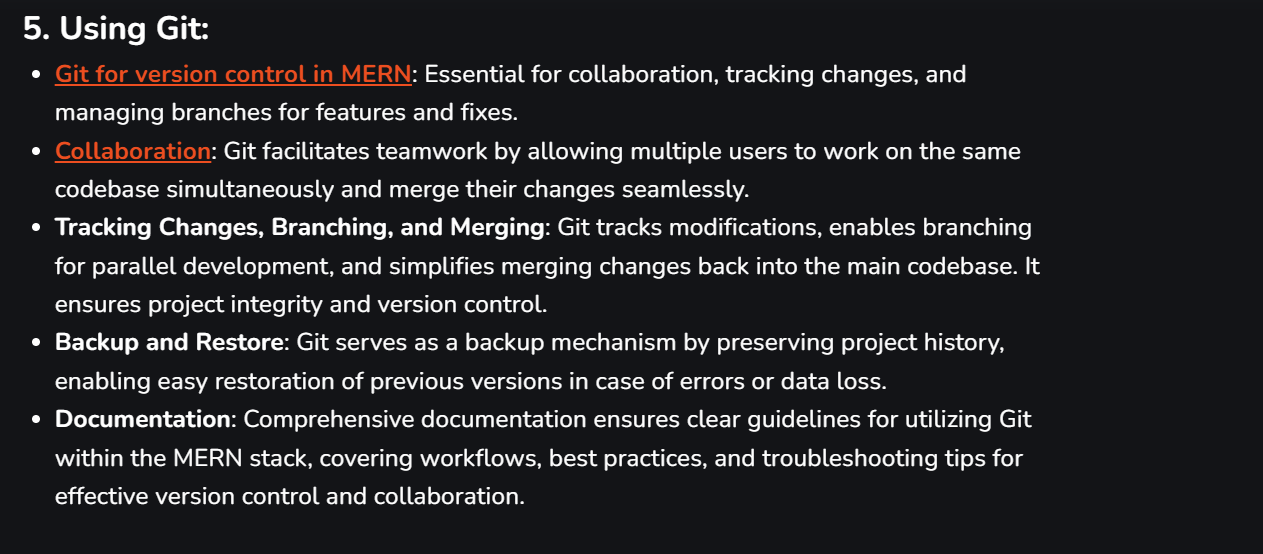 5. Using Git:
• Git for version control in MERN: Essential for collaboration, tracking changes, and
managing branches for features and fixes.
• Collaboration: Git facilitates teamwork by allowing multiple users to work on the same
codebase simultaneously and merge their changes seamlessly.
• Tracking Changes, Branching, and Merging: Git tracks modifications, enables branching
for parallel development, and simplifies merging changes back into the main codebase. It
ensures project integrity and version control.
• Backup and Restore: Git serves as a backup mechanism by preserving project history,
enabling easy restoration of previous versions in case of errors or data loss.
• Documentation: Comprehensive documentation ensures clear guidelines for utilizing Git
within the MERN stack, covering workflows, best practices, and troubleshooting tips for
effective version control and collaboration.